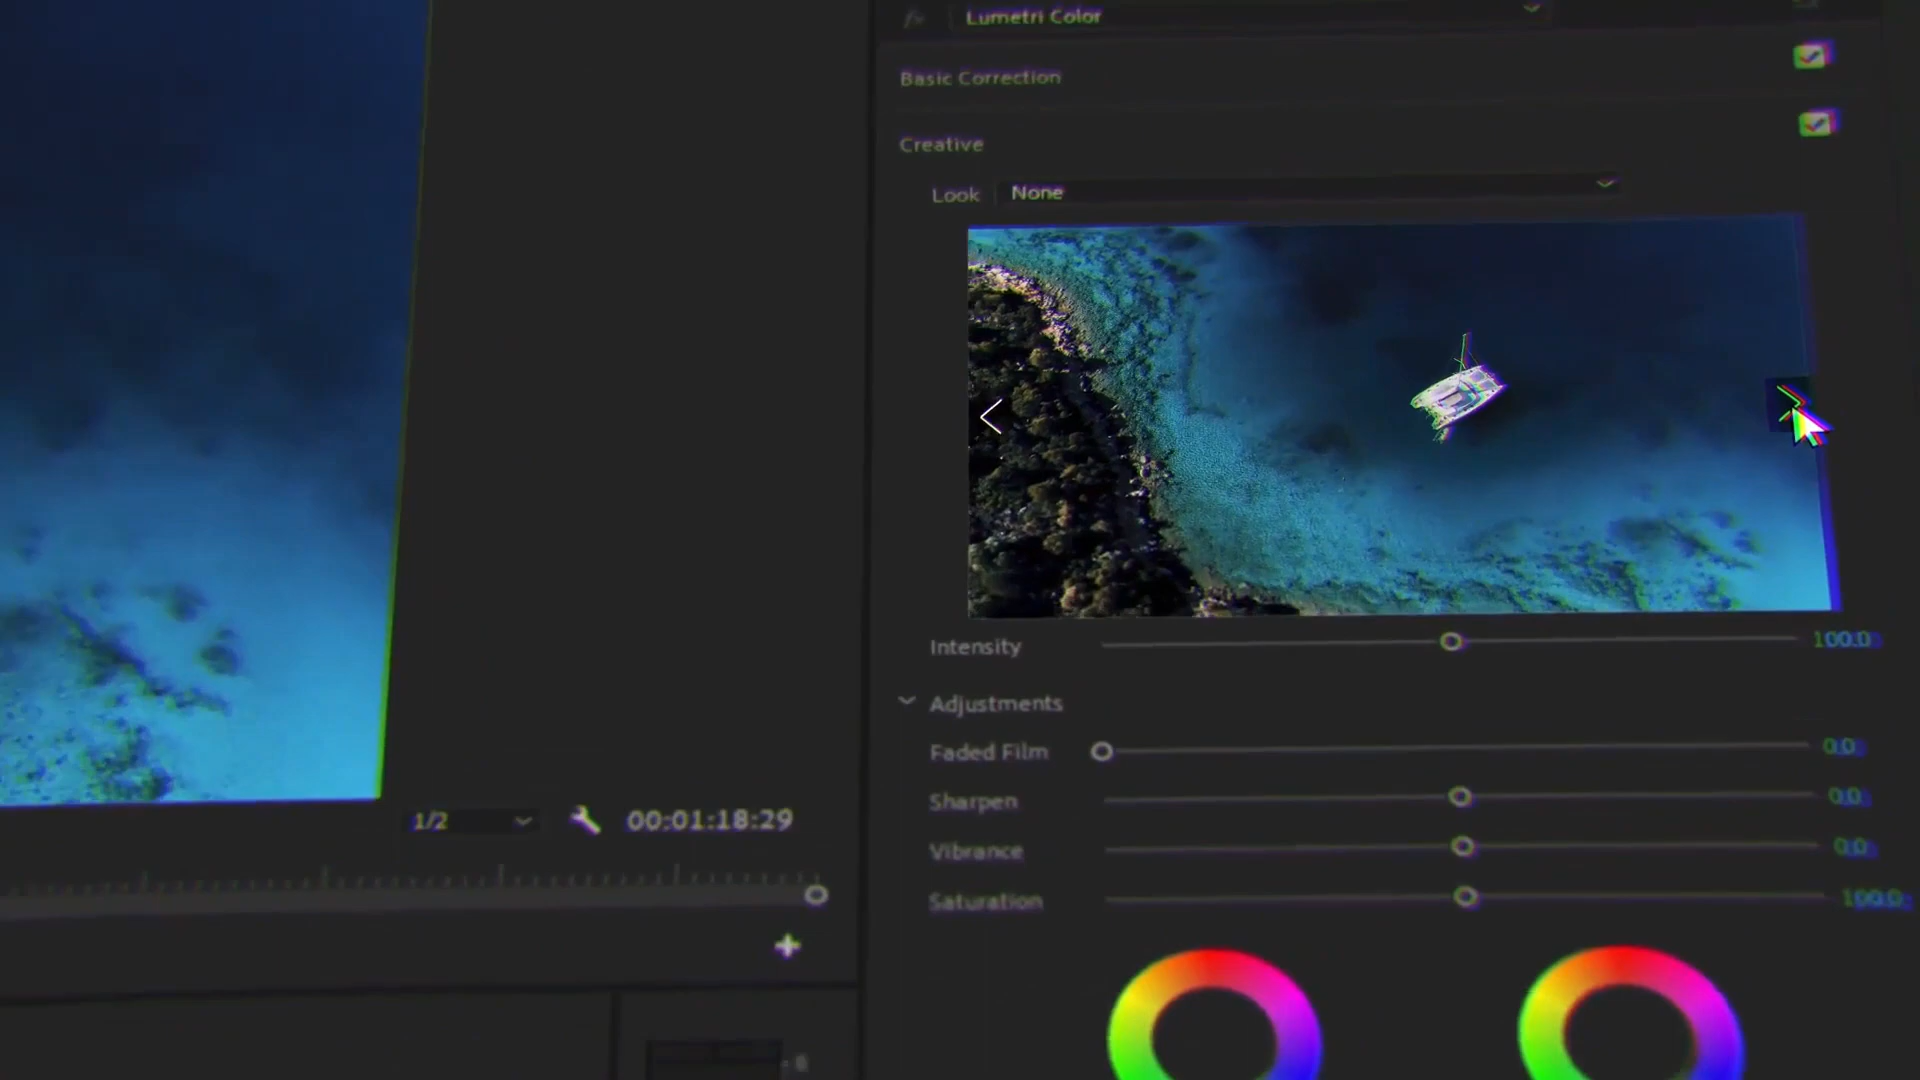 fx Lumetri Color
Basic Correction
Creative
Look None
Intensity 100.0
Adjustments
Faded Film 0.0
Sharpen 0.0
Vibrance 0.0
Saturation 100.0
1/2 00:01:18:29